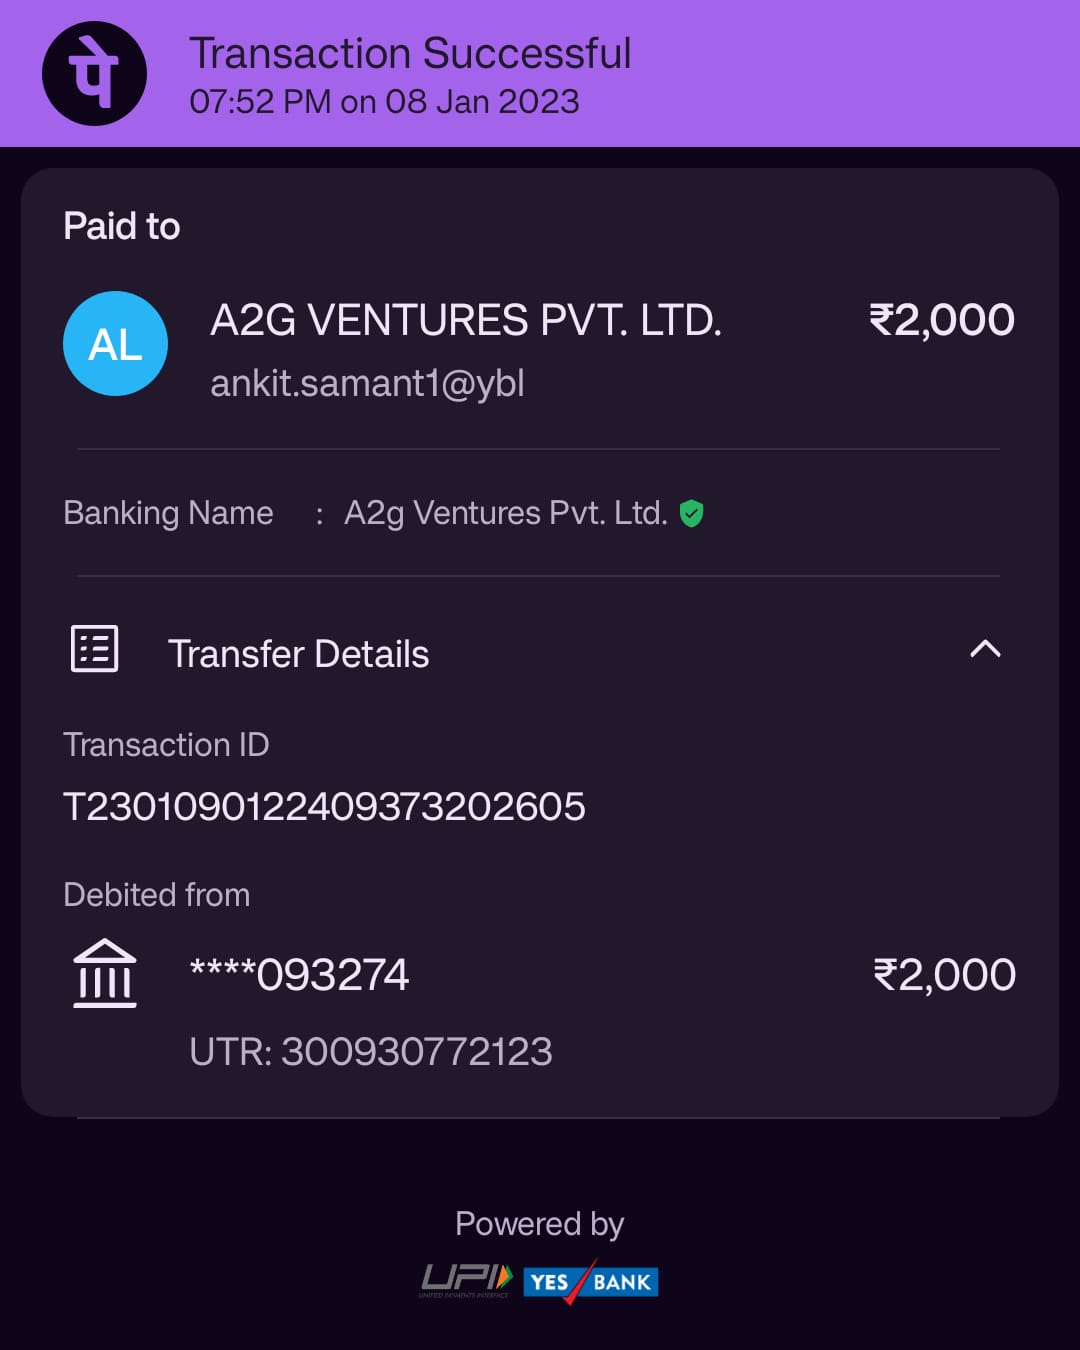 पे
Transaction Successful
07:52 PM on 08 Jan 2023
Paid to
AL
A2G VENTURES PVT. LTD.
₹2,000
ankit.samant1@ybl
Banking Name : A2g Ventures Pvt. Ltd.
Transfer Details
Transaction ID
T2301090122409373202605
Debited from
****093274
₹2,000
UTR: 300930772123
Powered by
UPI
UNIFIED PAYMENTS INTERFACE
YES BANK